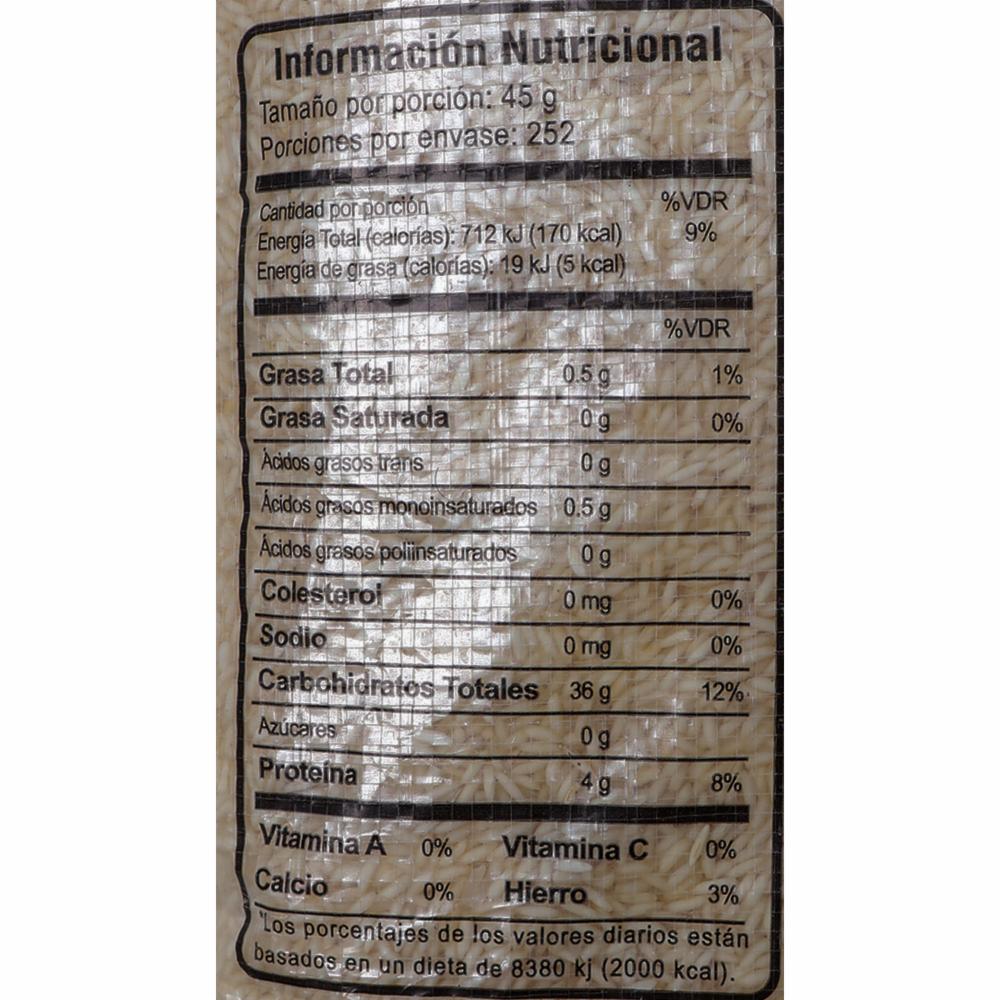 Información Nutricional
Tamaño por porción: 45 g
Porciones por envase: 252
Cantidad por porción %VDR
Energía Total (calorías): 712 kJ (170 kcal) 9%
Energía de grasa (calorías): 19 kJ (5 kcal)
%VDR
Grasa Total 0.5 g 1%
Grasa Saturada 0 g 0%
Ácidos grasos trans 0 g
Ácidos grasos monoinsaturados 0.5 g
Ácidos grasos poliinsaturados 0 g
Colesterol 0 mg 0%
Sodio 0 mg 0%
Carbohidratos Totales 36 g 12%
Azúcares 0 g
Proteína 4 g 8%
Vitamina A 0% Vitamina C 0%
Calcio 0% Hierro 3%
*Los porcentajes de los valores diarios están
basados en un dieta de 8380 kj (2000 kcal).